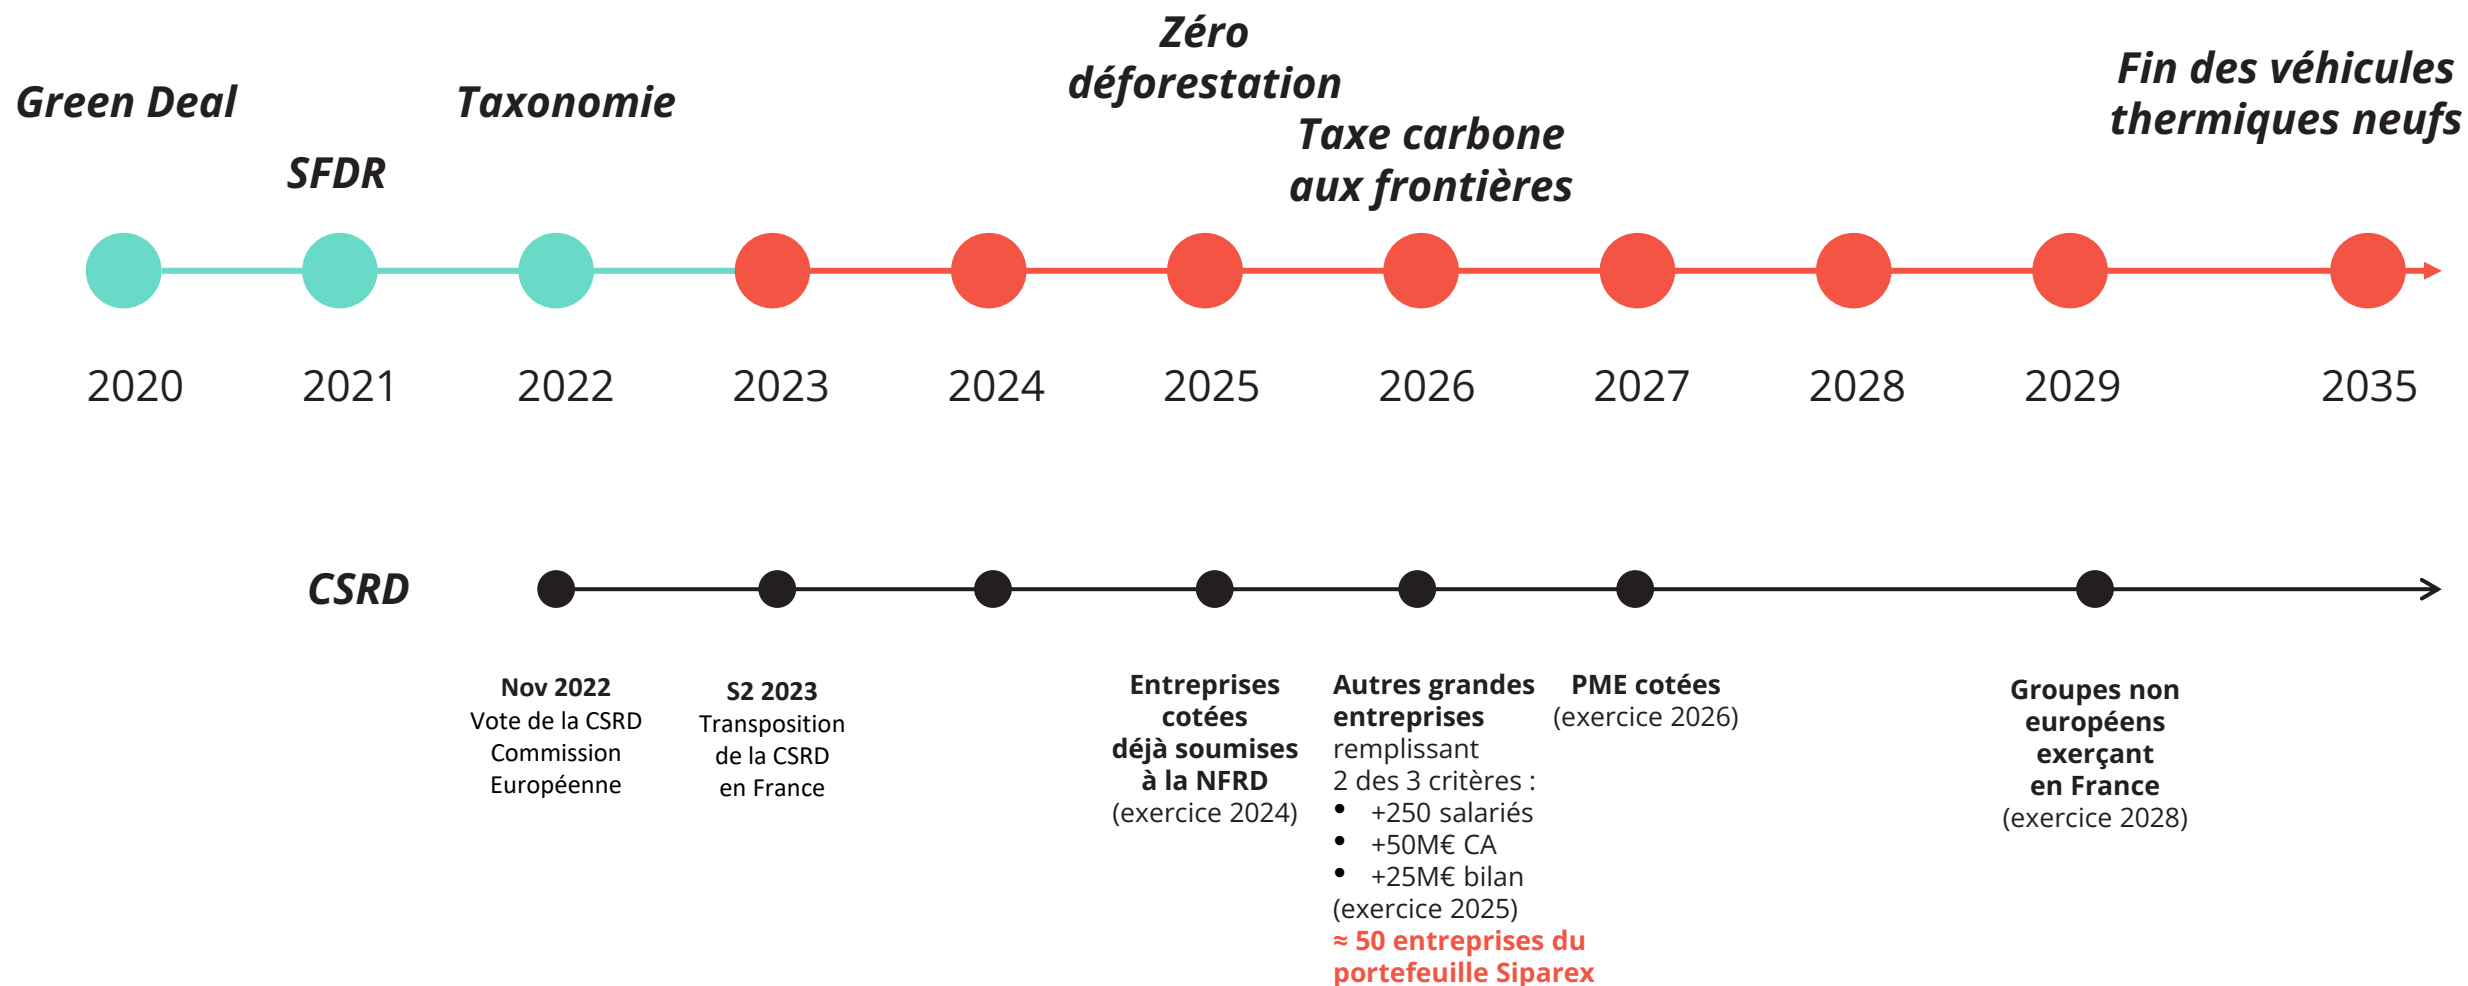 Green Deal
SFDR
Taxonomie
Zéro
déforestation
Taxe carbone
aux frontières
Fin des véhicules
thermiques neufs
2020
2021
2022
2023
2024
2025
2026
2027
2028
2029
2035
CSRD
Nov 2022
Vote de la CSRD
Commission
Européenne
S2 2023
Transposition
de la CSRD
en France
Entreprises
cotées
déjà soumises
à la NFRD
(exercice 2024)
Autres grandes
entreprises
remplissant
2 des 3 critères :
• +250 salariés
• +50M€ CA
• +25M€ bilan
(exercice 2025)
≈ 50 entreprises du
portefeuille Siparex
PME cotées
(exercice 2026)
Groupes non
européens
exerçant
en France
(exercice 2028)